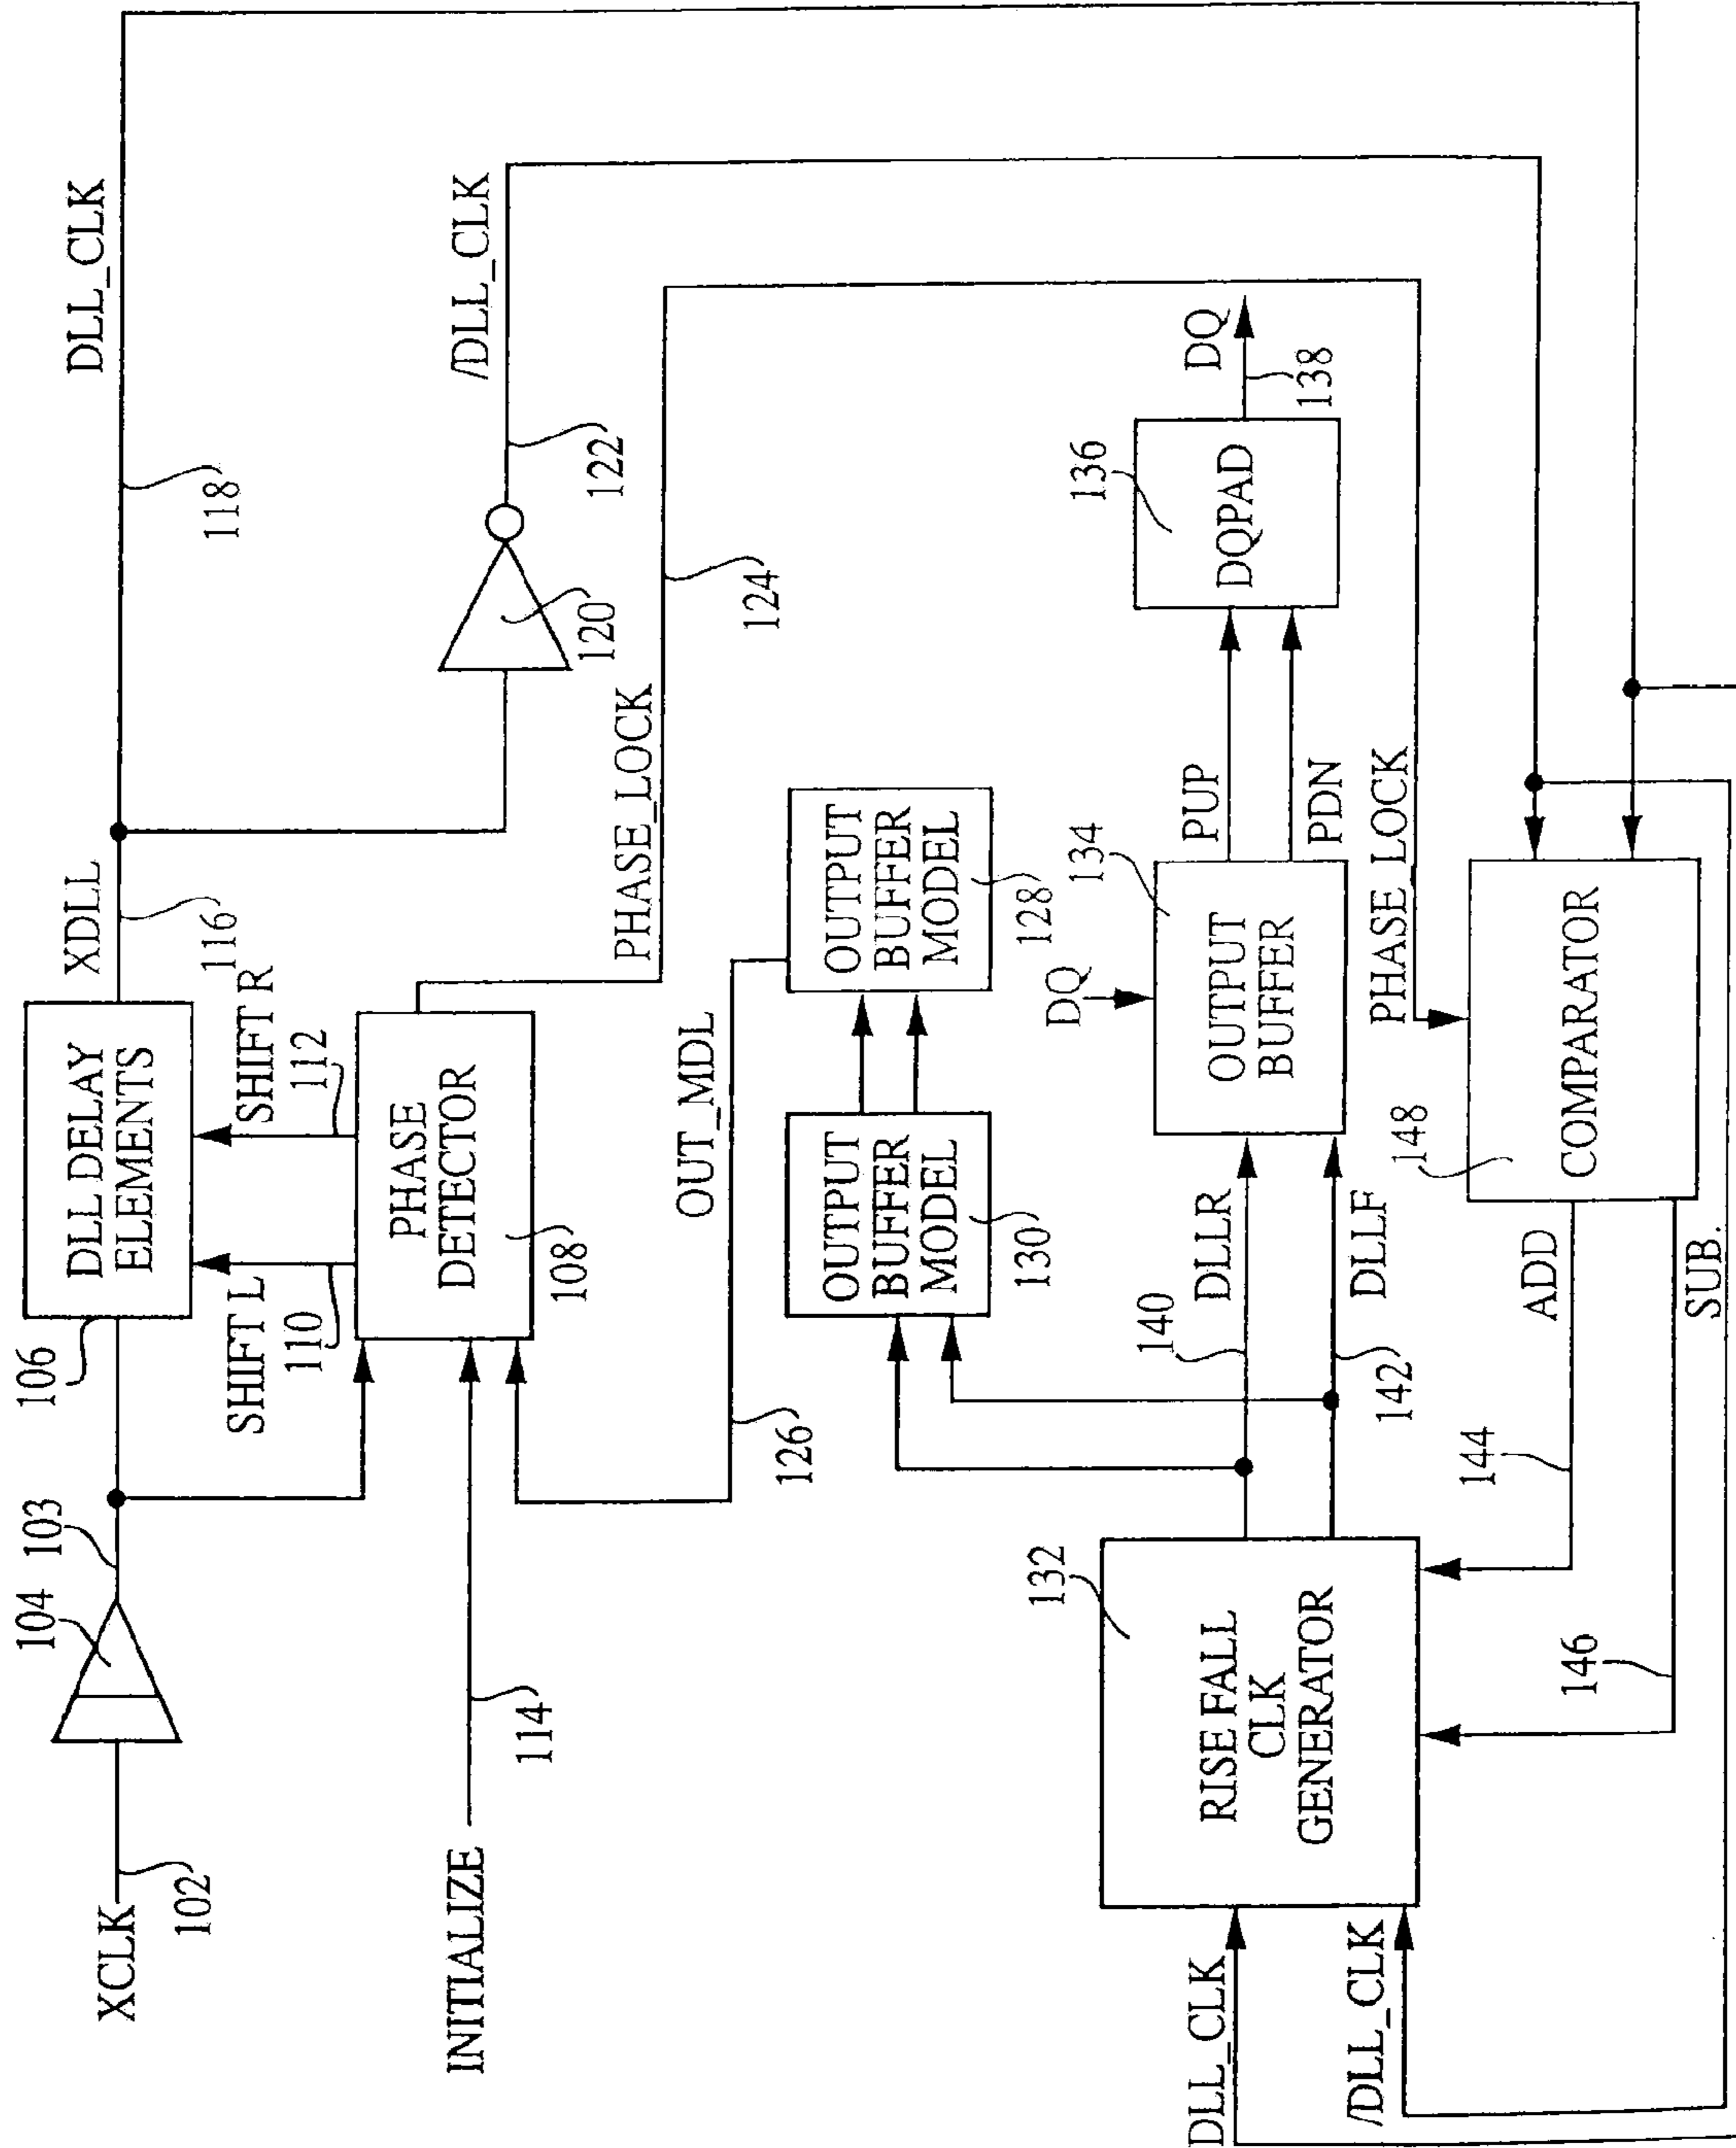 XCLK
102
104
103
106
DLL DELAY
ELEMENTS
XDLL
116
DLL_CLK
118
SHIFT L
110
SHIFT R
112
INITIALIZE
114
PHASE
DETECTOR
108
120
/DLL_CLK
122
PHASE_LOCK
124
OUT_MDL
126
OUTPUT
BUFFER
MODEL
130
OUTPUT
BUFFER
MODEL
128
DLL_CLK
/DLL_CLK
132
RISE FALL
CLK
GENERATOR
140
DLLR
142
DLLF
DQ
134
OUTPUT
BUFFER
PUP
PDN
136
DQPAD
DQ
138
PHASE LOCK
144
ADD
146
SUB.
148
COMPARATOR